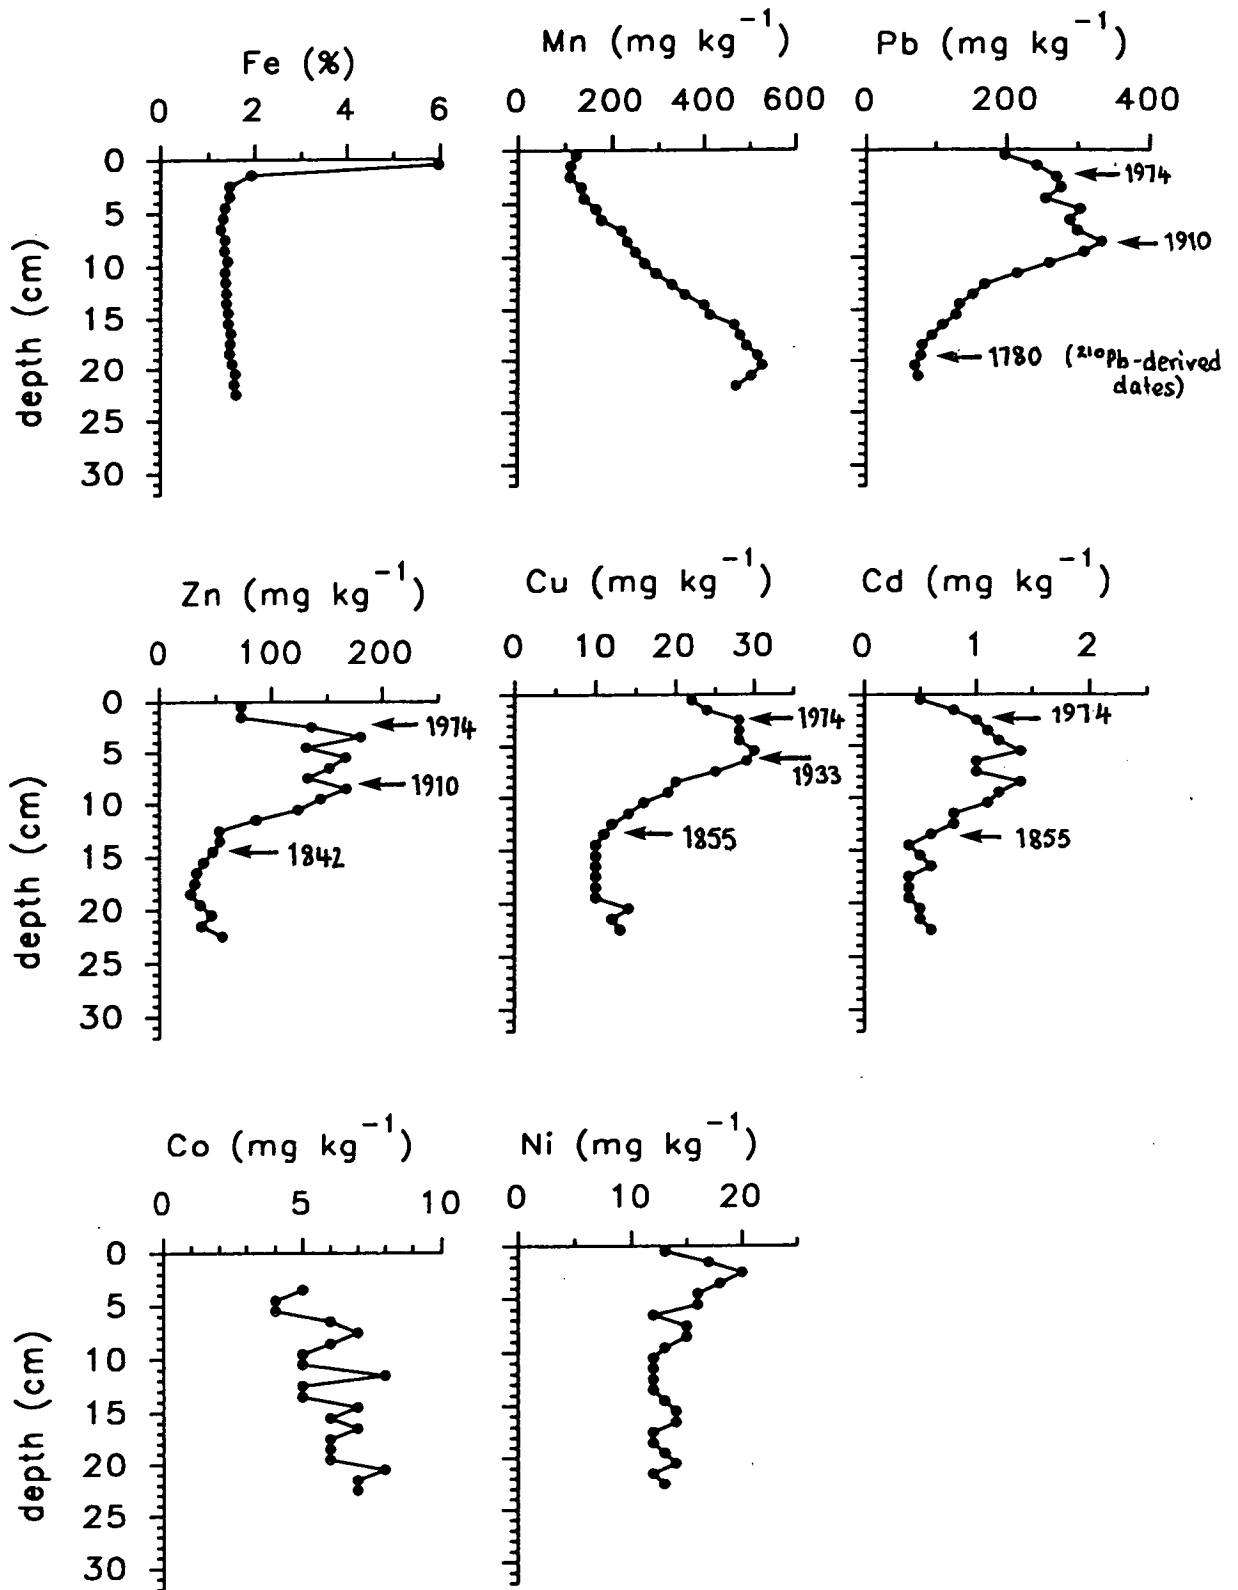 Fe (%)
0 2 4 6
Mn (mg kg⁻¹)
0 200 400 600
Pb (mg kg⁻¹)
0 200 400
depth (cm)
0
5
10
15
20
25
30
1974
1910
1780 (²¹⁰Pb-derived
dates)
Zn (mg kg⁻¹)
0 100 200
Cu (mg kg⁻¹)
0 10 20 30
Cd (mg kg⁻¹)
0 1 2
depth (cm)
0
5
10
15
20
25
30
1974
1910
1842
1974
1933
1855
1974
1855
Co (mg kg⁻¹)
0 5 10
Ni (mg kg⁻¹)
0 10 20
depth (cm)
0
5
10
15
20
25
30